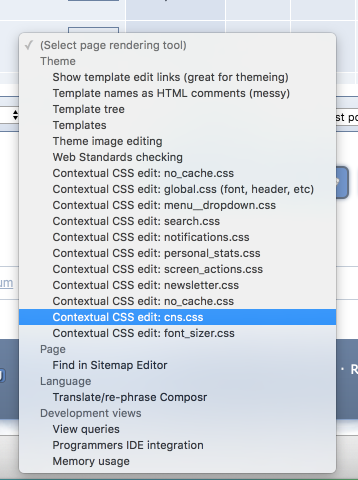 ✓ (Select page rendering tool)
Theme
Show template edit links (great for themeing)
Template names as HTML comments (messy)
Template tree
Templates
Theme image editing
Web Standards checking
Contextual CSS edit: no_cache.css
Contextual CSS edit: global.css (font, header, etc)
Contextual CSS edit: menu__dropdown.css
Contextual CSS edit: search.css
Contextual CSS edit: notifications.css
Contextual CSS edit: personal_stats.css
Contextual CSS edit: screen_actions.css
Contextual CSS edit: newsletter.css
Contextual CSS edit: no_cache.css
Contextual CSS edit: cns.css
Contextual CSS edit: font_sizer.css
Page
Find in Sitemap Editor
Language
Translate/re-phrase Composr
Development views
View queries
Programmers IDE integration
Memory usage